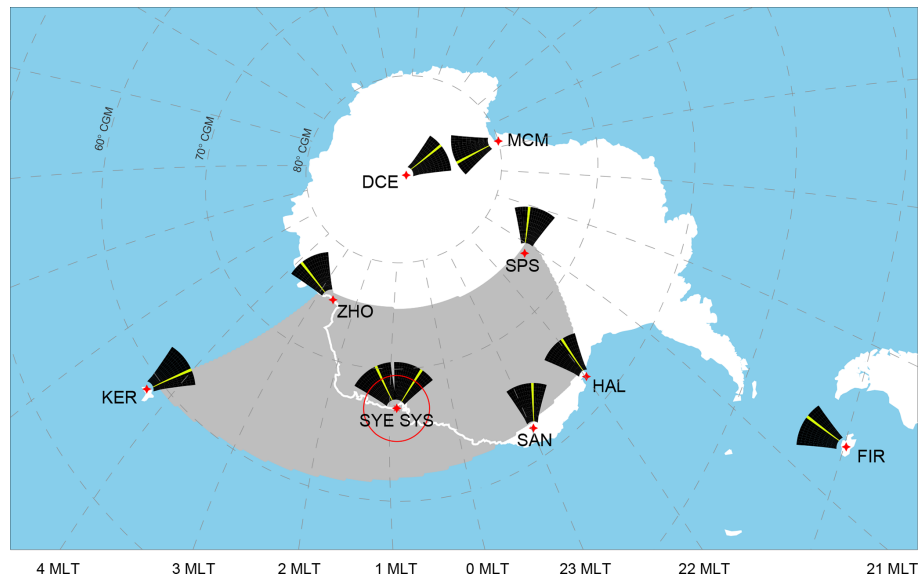 60° CGM
70° CGM
80° CGM
MCM
DCE
SPS
ZHO
KER
HAL
SYE SYS
SAN
FIR
4 MLT 3 MLT 2 MLT 1 MLT 0 MLT 23 MLT 22 MLT 21 MLT